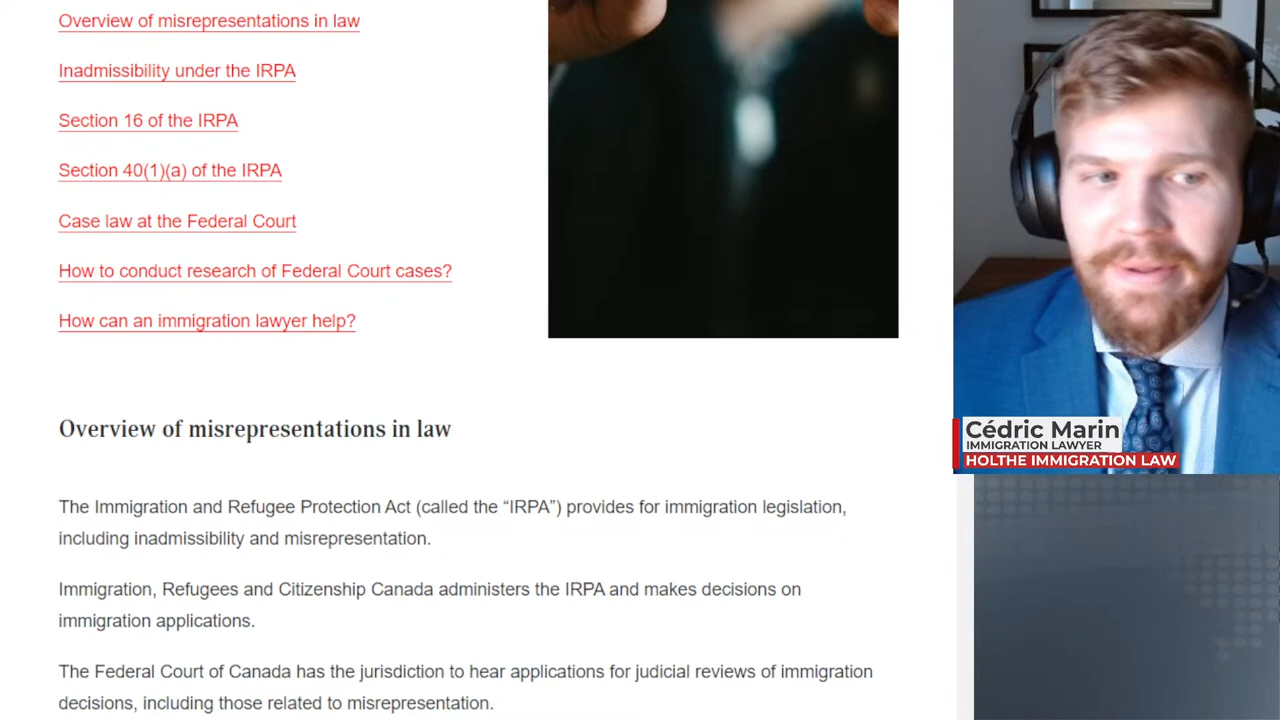 Overview of misrepresentations in law
Inadmissibility under the IRPA
Section 16 of the IRPA
Section 40(1)(a) of the IRPA
Case law at the Federal Court
How to conduct research of Federal Court cases?
How can an immigration lawyer help?
Overview of misrepresentations in law
The Immigration and Refugee Protection Act (called the “IRPA”) provides for immigration legislation,
including inadmissibility and misrepresentation.
Immigration, Refugees and Citizenship Canada administers the IRPA and makes decisions on
immigration applications.
The Federal Court of Canada has the jurisdiction to hear applications for judicial reviews of immigration
decisions, including those related to misrepresentation.
Cédric Marin
IMMIGRATION LAWYER
HOLTHE IMMIGRATION LAW